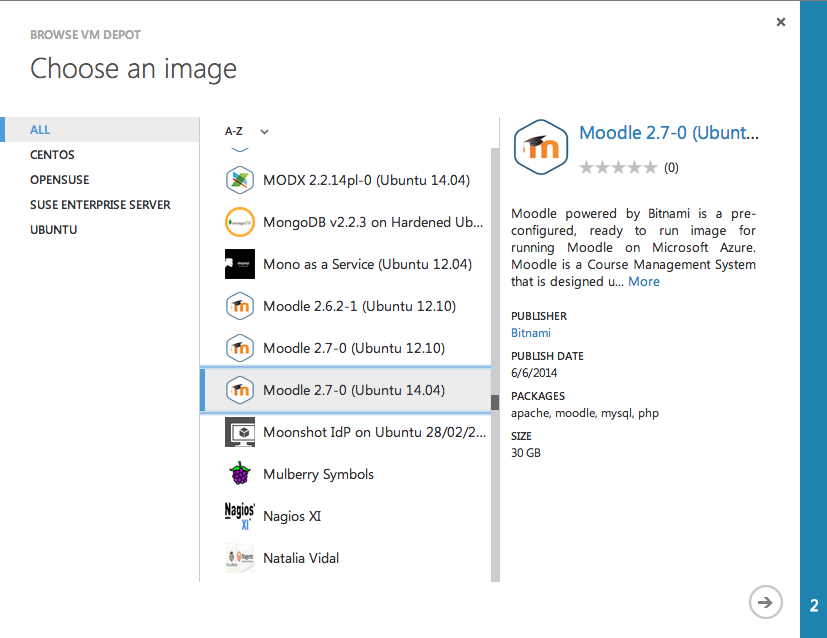 BROWSE VM DEPOT
Choose an image
ALL
CENTOS
OPENSUSE
SUSE ENTERPRISE SERVER
UBUNTU
A-Z
MODX 2.2.14pl-0 (Ubuntu 14.04)
MongoDB v2.2.3 on Hardened Ub...
Mono as a Service (Ubuntu 12.04)
Moodle 2.6.2-1 (Ubuntu 12.10)
Moodle 2.7-0 (Ubuntu 12.10)
Moodle 2.7-0 (Ubuntu 14.04)
Moonshot IdP on Ubuntu 28/02/2...
Mulberry Symbols
Nagios XI
Nagios XI
Natalia Vidal
m
Moodle 2.7-0 (Ubunt...
(0)
Moodle powered by Bitnami is a pre-
configured, ready to run image for
running Moodle on Microsoft Azure.
Moodle is a Course Management System
that is designed u... More
PUBLISHER
Bitnami
PUBLISH DATE
6/6/2014
PACKAGES
apache, moodle, mysql, php
SIZE
30 GB
2